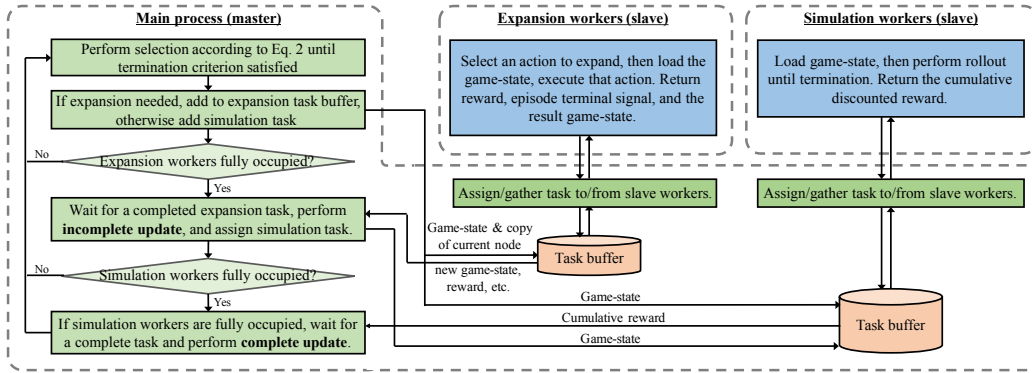 Main process (master)
Perform selection according to Eq. 2 until
termination criterion satisfied
If expansion needed, add to expansion task buffer,
otherwise add simulation task
No
Expansion workers fully occupied?
Yes
Wait for a completed expansion task, perform
incomplete update, and assign simulation task.
No
Simulation workers fully occupied?
Yes
If simulation workers are fully occupied, wait for
a complete task and perform complete update.
Expansion workers (slave)
Select an action to expand, then load the
game-state, execute that action. Return
reward, episode terminal signal, and the
result game-state.
Assign/gather task to/from slave workers.
Game-state & copy
of current node
Task buffer
new game-state,
reward, etc.
Simulation workers (slave)
Load game-state, then perform rollout
until termination. Return the cumulative
discounted reward.
Assign/gather task to/from slave workers.
Game-state
Cumulative reward
Game-state
Task buffer